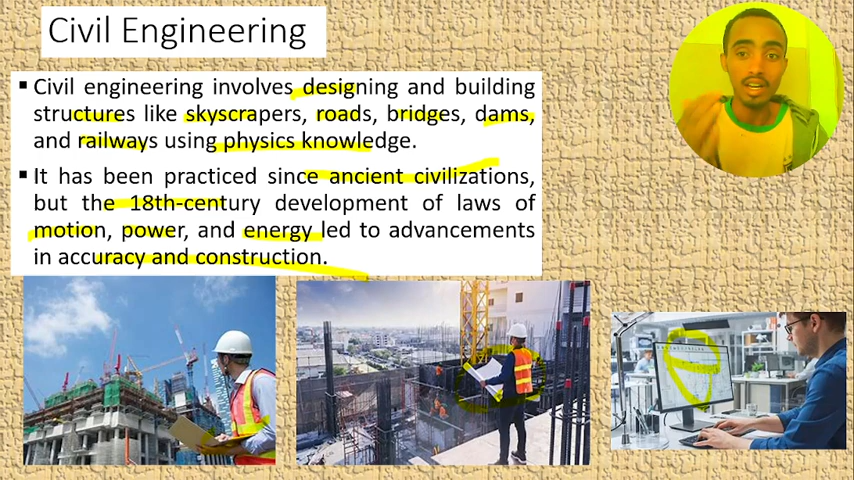 Civil Engineering
▪ Civil engineering involves designing and building
structures like skyscrapers, roads, bridges, dams,
and railways using physics knowledge.
▪ It has been practiced since ancient civilizations,
but the 18th-century development of laws of
motion, power, and energy led to advancements
in accuracy and construction.